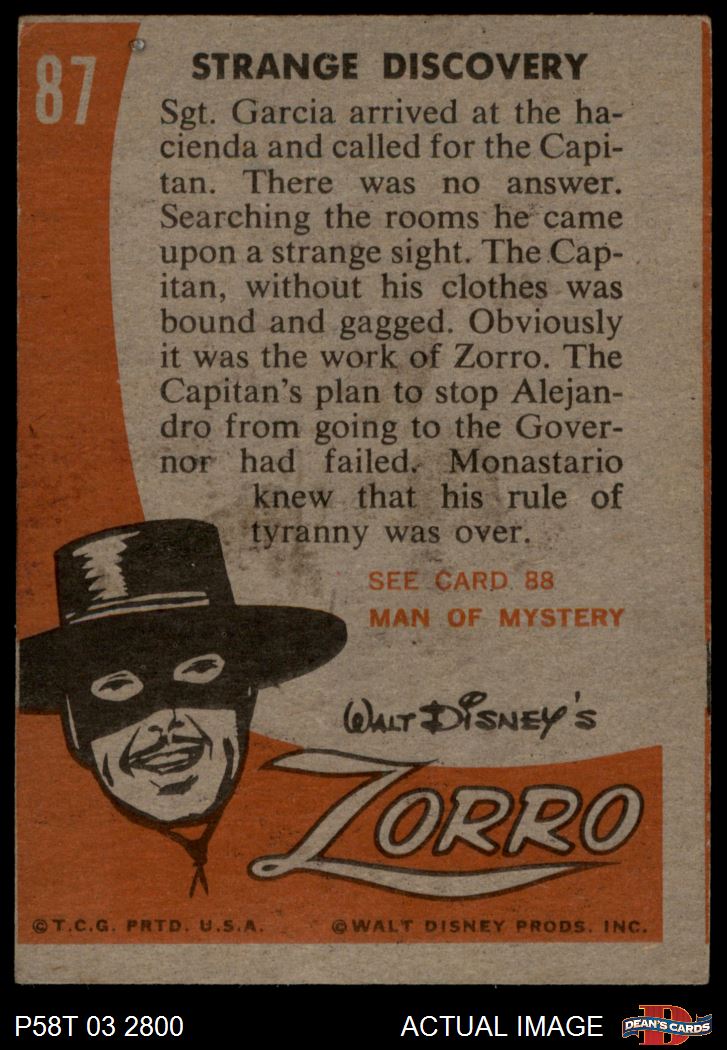 87
STRANGE DISCOVERY
Sgt. Garcia arrived at the ha-
cienda and called for the Capi-
tan. There was no answer.
Searching the rooms he came
upon a strange sight. The Cap-
itan, without his clothes was
bound and gagged. Obviously
it was the work of Zorro. The
Capitan's plan to stop Alejan-
dro from going to the Gover-
nor had failed. Monastario
knew that his rule of
tyranny was over.
SEE CARD 88
MAN OF MYSTERY
WALT DISNEY'S
ZORRO
©T.C.G. PRTD. U.S.A. ©WALT DISNEY PRODS. INC.
P58T 03 2800 ACTUAL IMAGE D DEAN'S CARDS